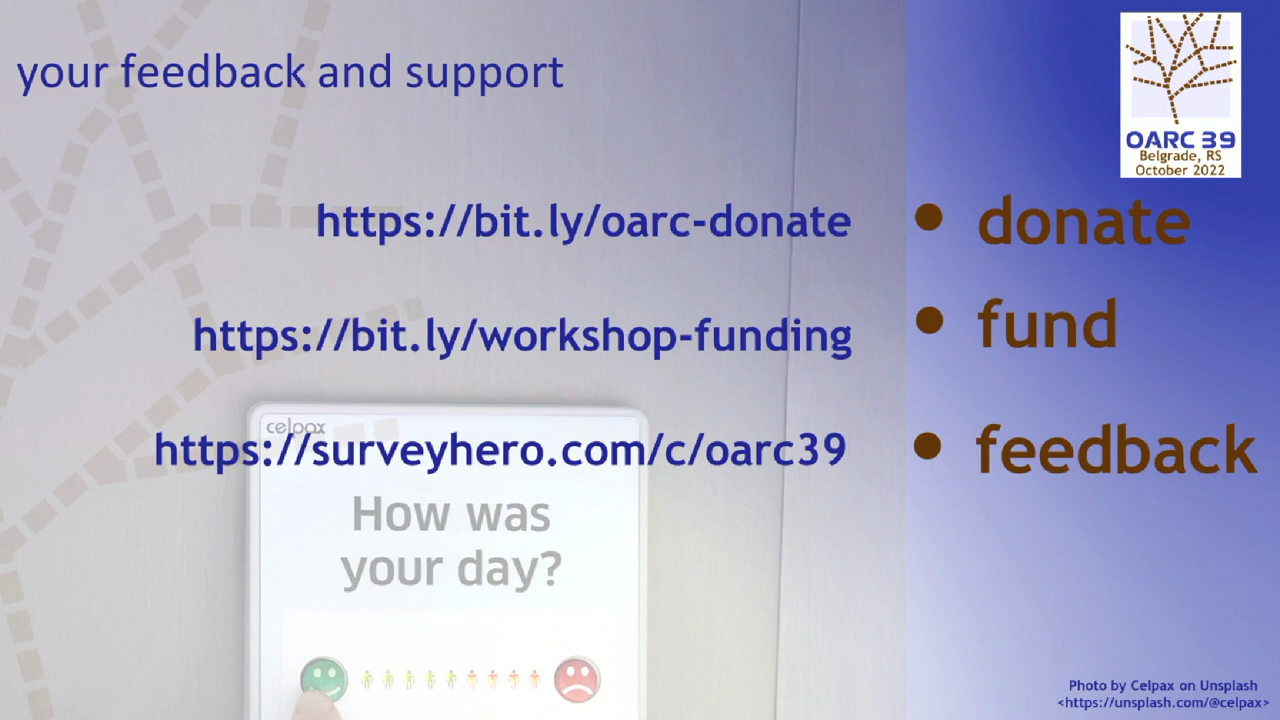 your feedback and support
OARC 39
Belgrade, RS
October 2022
https://bit.ly/oarc-donate
• donate
https://bit.ly/workshop-funding
• fund
celpax
https://surveyhero.com/c/oarc39
• feedback
How was
your day?
Photo by Celpax on Unsplash
<https://unsplash.com/@celpax>